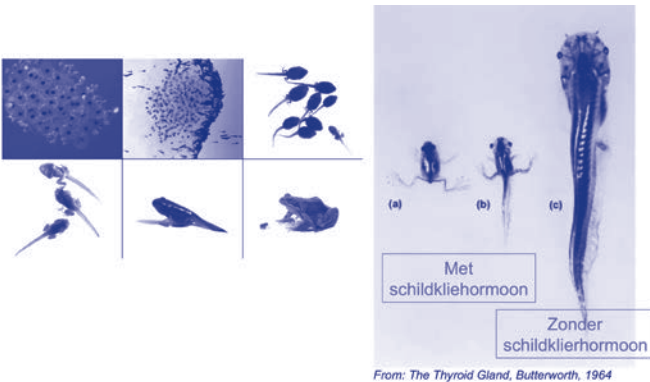 (a)
(b)
(c)
Met
schildkliehormoon
Zonder
schildklierhormoon
From: The Thyroid Gland, Butterworth, 1964